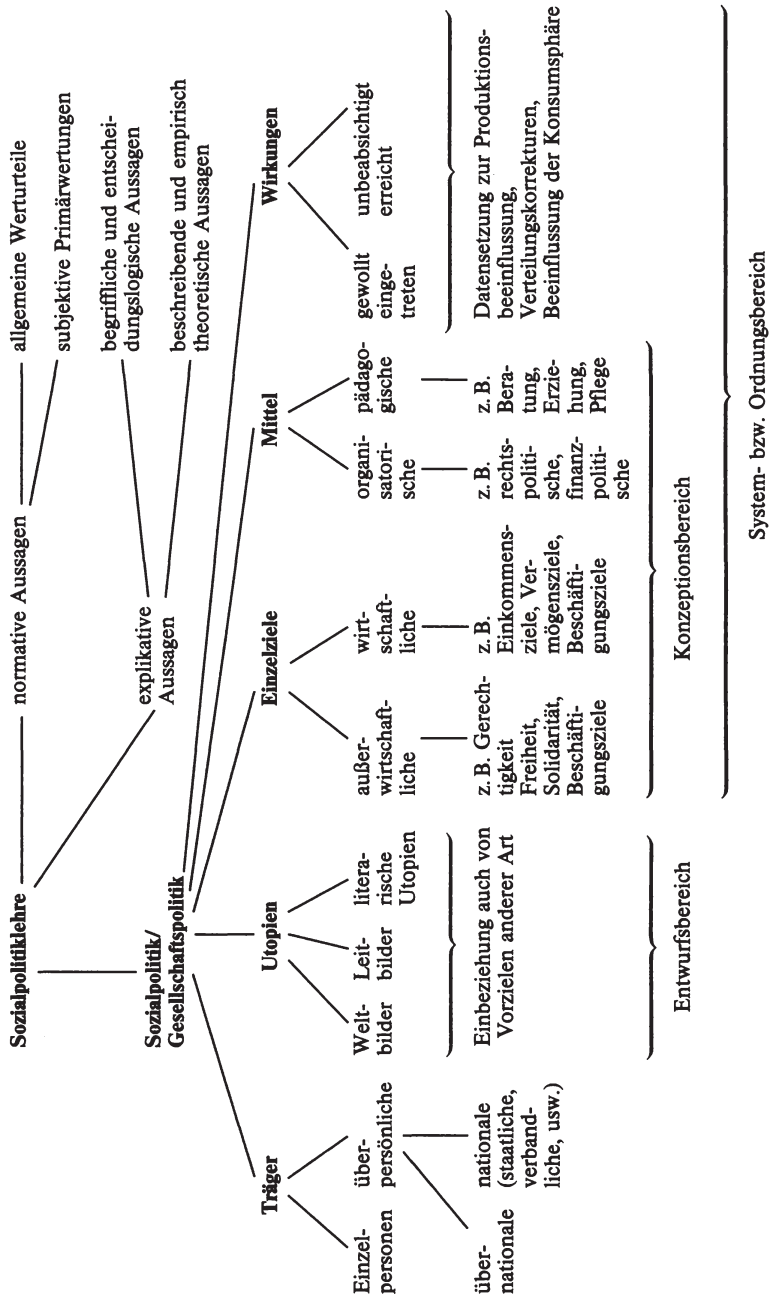 Sozialpolitiklehre
normative Aussagen
allgemeine Werturteile
subjektive Primärwertungen
explikative
Aussagen
begriffliche und entschei-
dungslogische Aussagen
beschreibende und empirisch
theoretische Aussagen
Sozialpolitik/
Gesellschaftspolitik
Träger
Utopien
Einzelziele
Mittel
Wirkungen
Einzel-
personen
über-
persönliche
Welt-
bilder
Leit-
bilder
litera-
rische
Utopien
außer-
wirtschaft-
liche
wirt-
schaft-
liche
organi-
satori-
sche
pädago-
gische
gewollt
einge-
treten
unbeabsichtigt
erreicht
über-
nationale
nationale
(staatliche,
verband-
liche, usw.)
Einbeziehung auch von
Vorzielen anderer Art
z. B. Gerech-
tigkeit
Freiheit,
Solidarität,
Beschäfti-
gungsziele
z. B.
Einkommens-
ziele, Ver-
mögensziele,
Beschäfti-
gungsziele
z. B.
rechts-
politi-
sche,
finanz-
politi-
sche
z. B.
Bera-
tung,
Erzie-
hung,
Pflege
Datensetzung zur Produktions-
beeinflussung,
Verteilungskorrekturen,
Beeinflussung der Konsumsphäre
Entwurfsbereich
Konzeptionsbereich
System- bzw. Ordnungsbereich